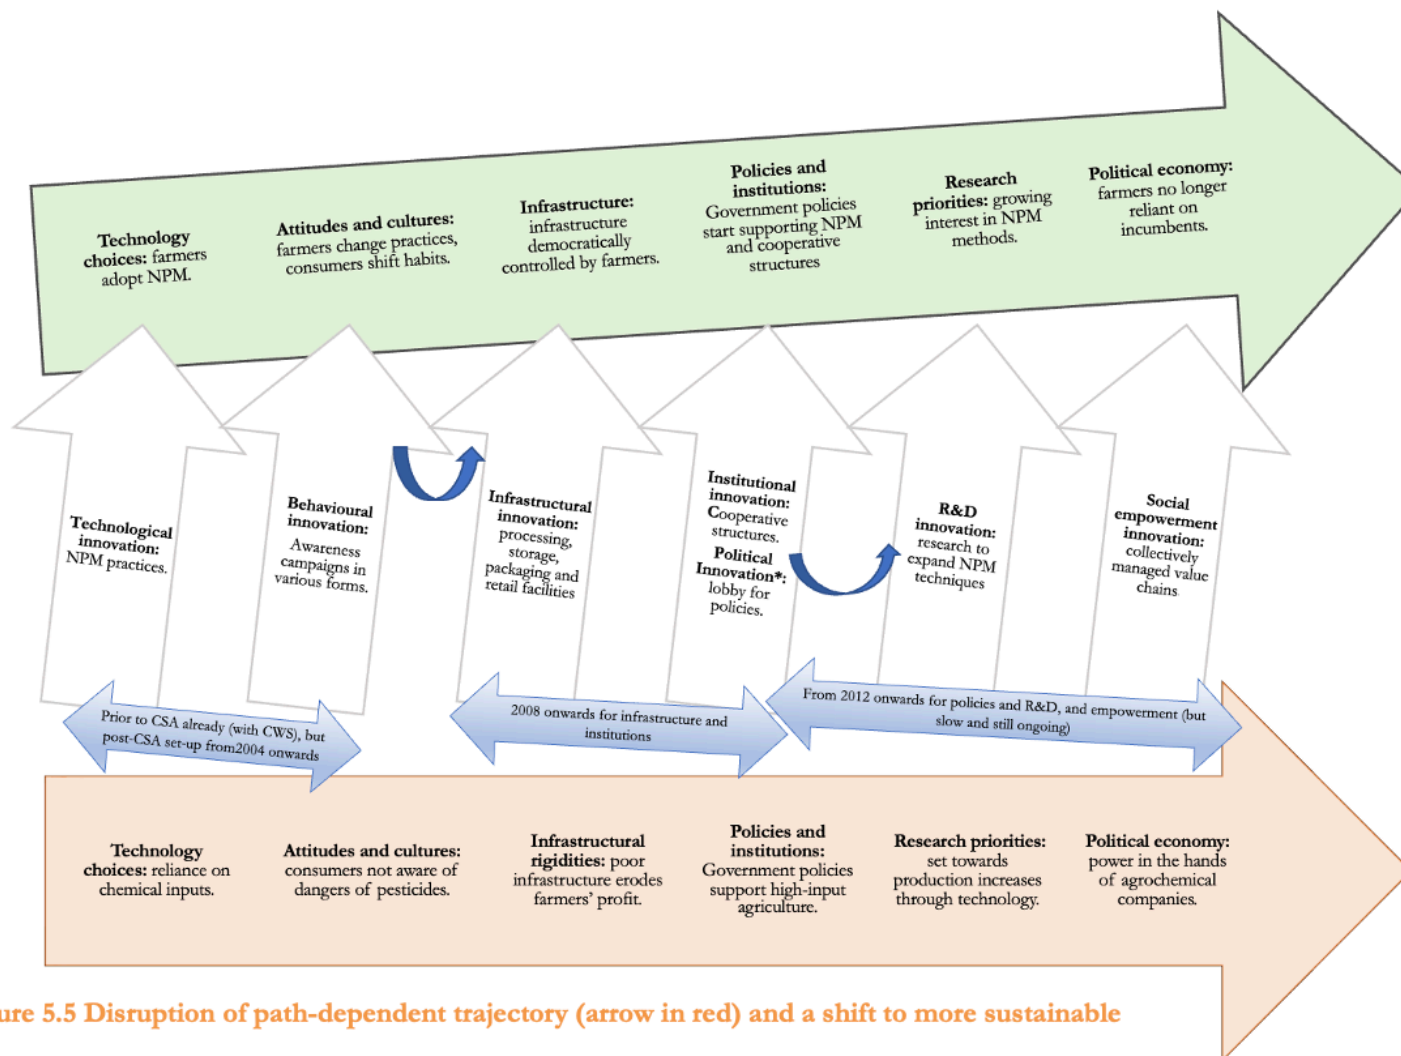 Technology
choices: farmers
adopt NPM.
Attitudes and cultures:
farmers change practices,
consumers shift habits.
Infrastructure:
infrastructure
democratically
controlled by farmers.
Policies and
institutions:
Government policies
start supporting NPM
and cooperative
structures
Research
priorities: growing
interest in NPM
methods.
Political economy:
farmers no longer
reliant on
incumbents.
Technological
innovation:
NPM practices.
Behavioural
innovation:
Awareness
campaigns in
various forms.
Infrastructural
innovation:
processing,
storage,
packaging and
retail facilities
Institutional
innovation:
Cooperative
structures.
Political
Innovation*:
lobby for
policies.
R&D
innovation:
research to
expand NPM
techniques
Social
empowerment
innovation:
collectively
managed value
chains
Prior to CSA already (with CWS), but
post-CSA set-up from2004 onwards
2008 onwards for infrastructure and
institutions
From 2012 onwards for policies and R&D, and empowerment (but
slow and still ongoing)
Technology
choices: reliance on
chemical inputs.
Attitudes and cultures:
consumers not aware of
dangers of pesticides.
Infrastructural
rigidities: poor
infrastructure erodes
farmers' profit.
Policies and
institutions:
Government policies
support high-input
agriculture.
Research priorities:
set towards
production increases
through technology.
Political economy:
power in the hands
of agrochemical
companies.
ure 5.5 Disruption of path-dependent trajectory (arrow in red) and a shift to more sustainable